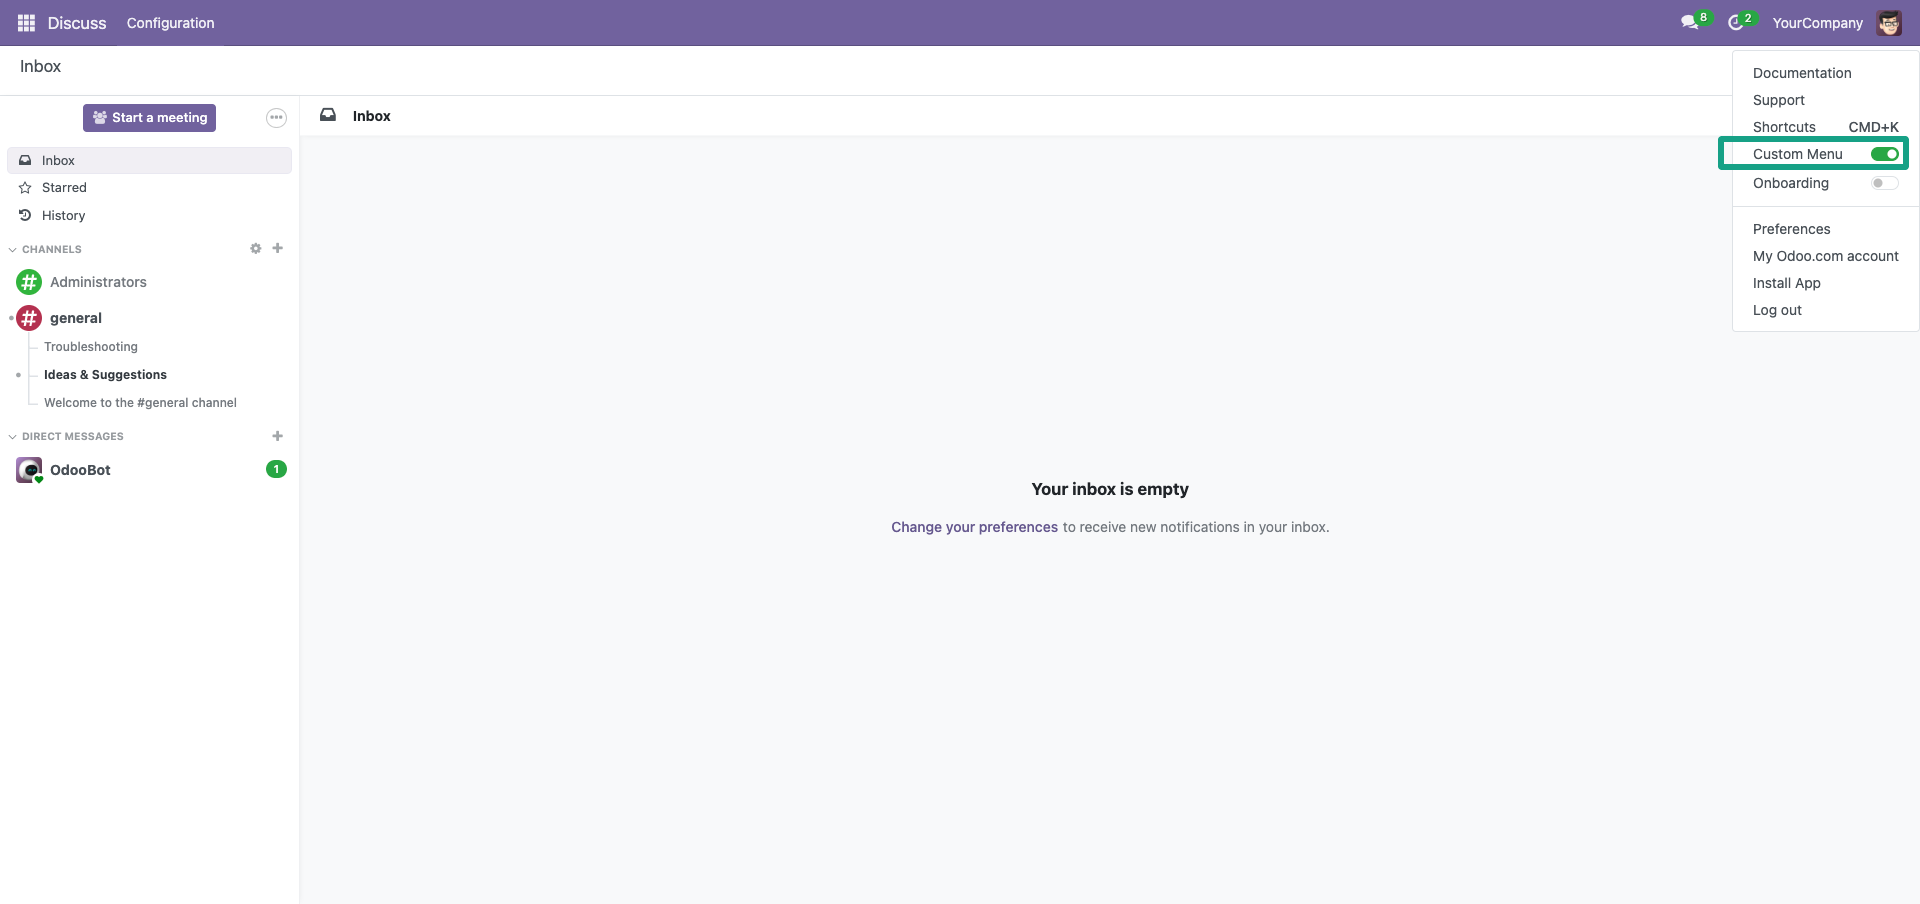 Discuss Configuration 8 2 YourCompany
Inbox
Documentation
Support
Shortcuts CMD+K
Custom Menu
Onboarding
Preferences
My Odoo.com account
Install App
Log out
Start a meeting
Inbox
Starred
History
CHANNELS
Administrators
general
Troubleshooting
Ideas & Suggestions
Welcome to the #general channel
DIRECT MESSAGES
OdooBot 1
Inbox
Your inbox is empty
Change your preferences to receive new notifications in your inbox.